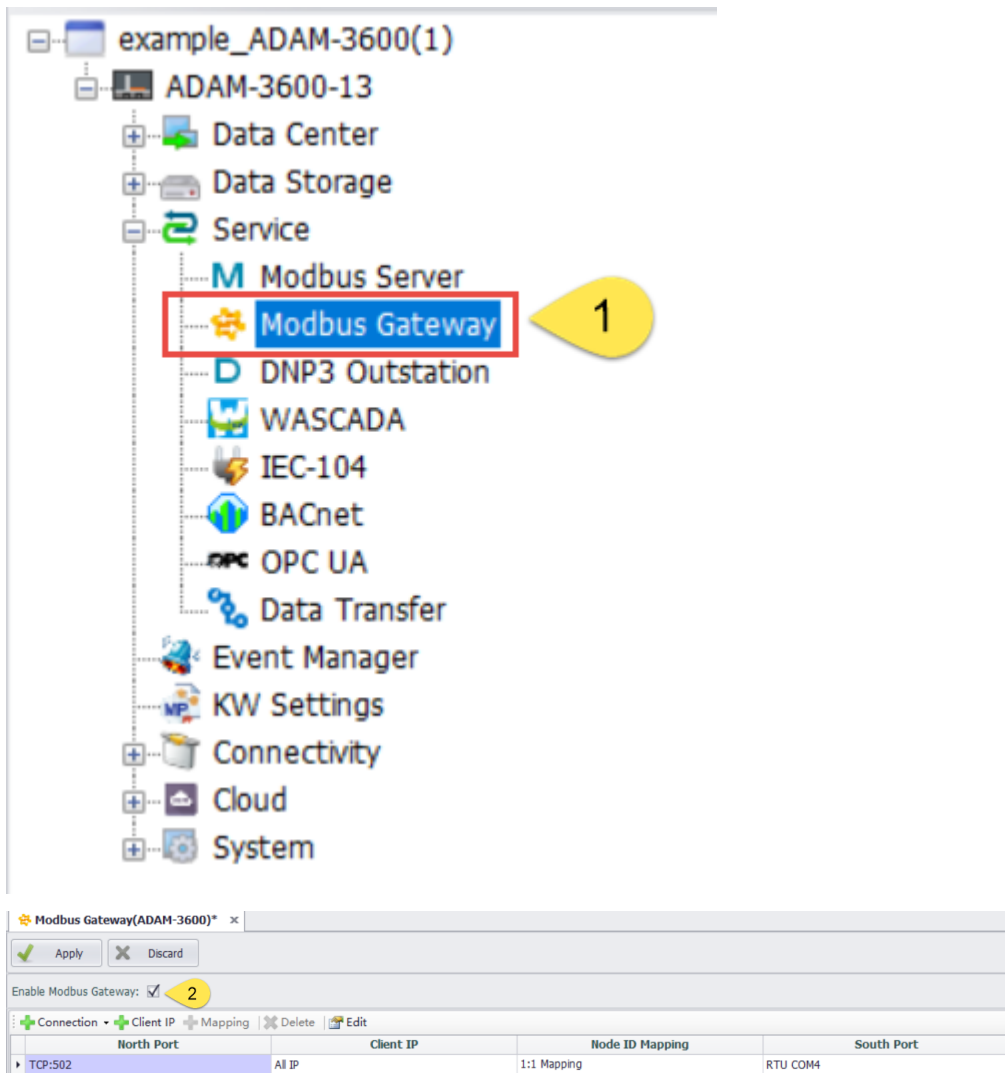 example_ADAM-3600(1)
ADAM-3600-13
Data Center
Data Storage
Service
M Modbus Server
Modbus Gateway 1
D DNP3 Outstation
WASCADA
IEC-104
BACnet
OPC OPC UA
Data Transfer
Event Manager
KW Settings
Connectivity
Cloud
System
Modbus Gateway(ADAM-3600)* x
Apply Discard
Enable Modbus Gateway: 2
Connection Client IP Mapping Delete Edit
North Port Client IP Node ID Mapping South Port
TCP:502 All IP 1:1 Mapping RTU COM4